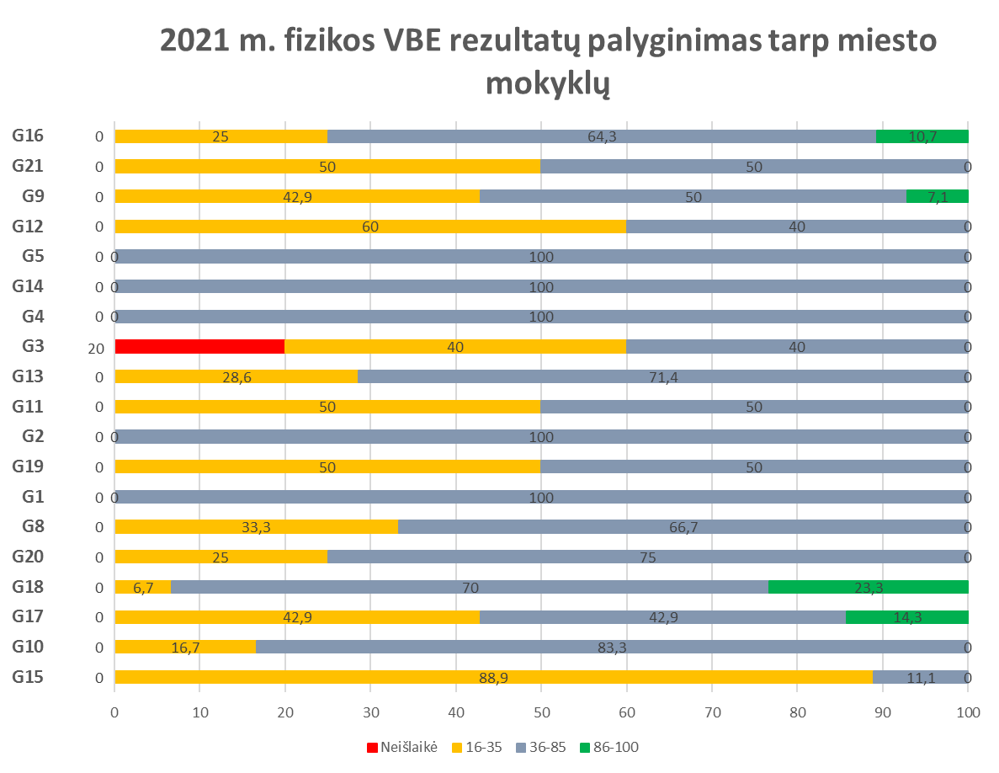 2021 m. fizikos VBE rezultatų palyginimas tarp miesto
mokyklų
G16 0 25 64,3 10,7
G21 0 50 50 0
G9 0 42,9 50 7,1
G12 0 60 40 0
G5 0 0 100 0
G14 0 0 100 0
G4 0 0 100 0
G3 20 40 40 0
G13 0 28,6 71,4 0
G11 0 50 50 0
G2 0 0 100 0
G19 0 50 50 0
G1 0 0 100 0
G8 0 33,3 66,7 0
G20 0 25 75 0
G18 0 6,7 70 23,3
G17 0 42,9 42,9 14,3
G10 0 16,7 83,3 0
G15 0 88,9 11,1 0
0 10 20 30 40 50 60 70 80 90 100
Neišlaikė 16-35 36-85 86-100